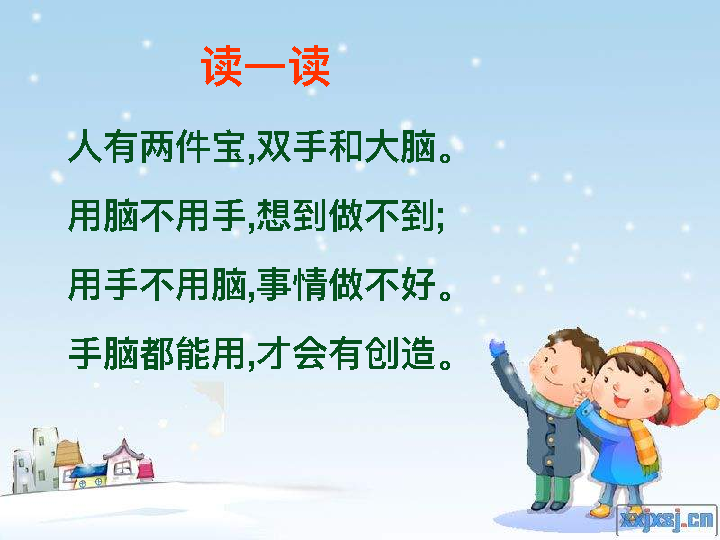 读一读
人有两件宝,双手和大脑。
用脑不用手,想到做不到;
用手不用脑,事情做不好。
手脑都能用,才会有创造。
xxjxsj.cn